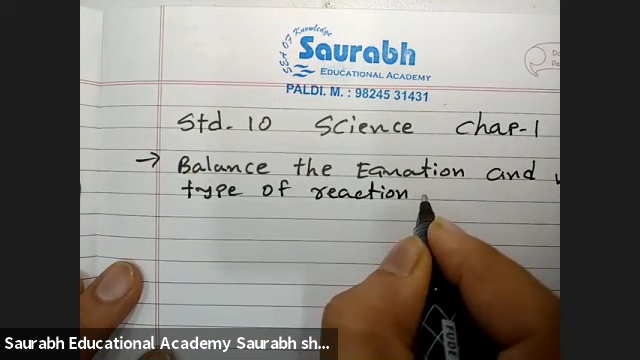 SEA OF Knowledge
Saurabh
EDUCATIONAL ACADEMY
PALDI. M. : 98245 31431
Std. 10 Science Chap-1
→ Balance the Equation and
type of reaction
Saurabh Educational Academy Saurabh sh...